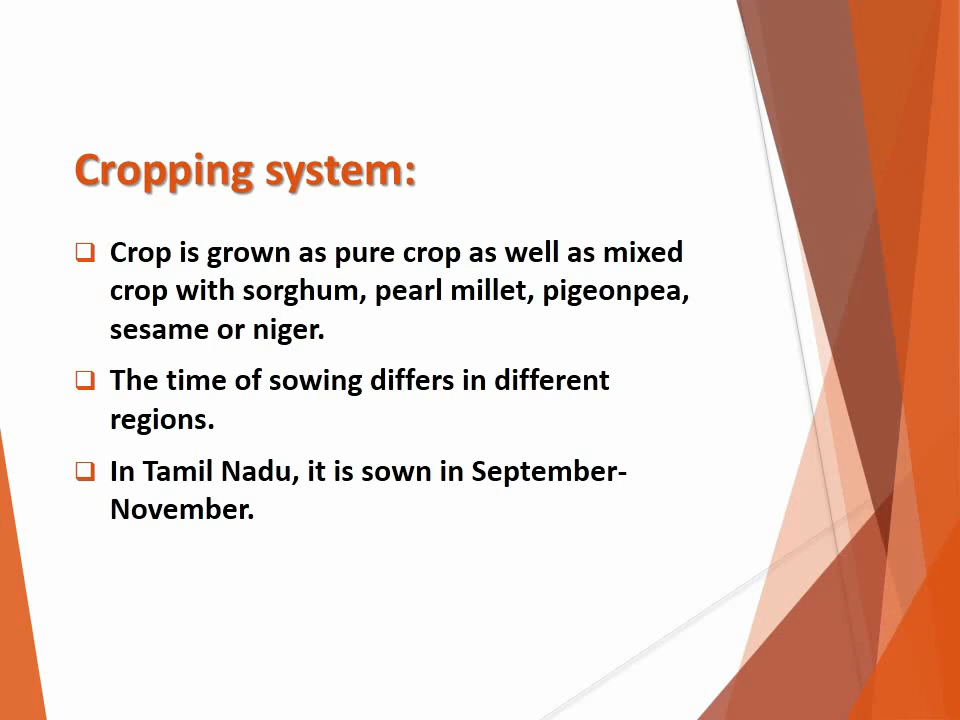 Cropping system:
Crop is grown as pure crop as well as mixed
crop with sorghum, pearl millet, pigeonpea,
sesame or niger.
The time of sowing differs in different
regions.
In Tamil Nadu, it is sown in September-
November.